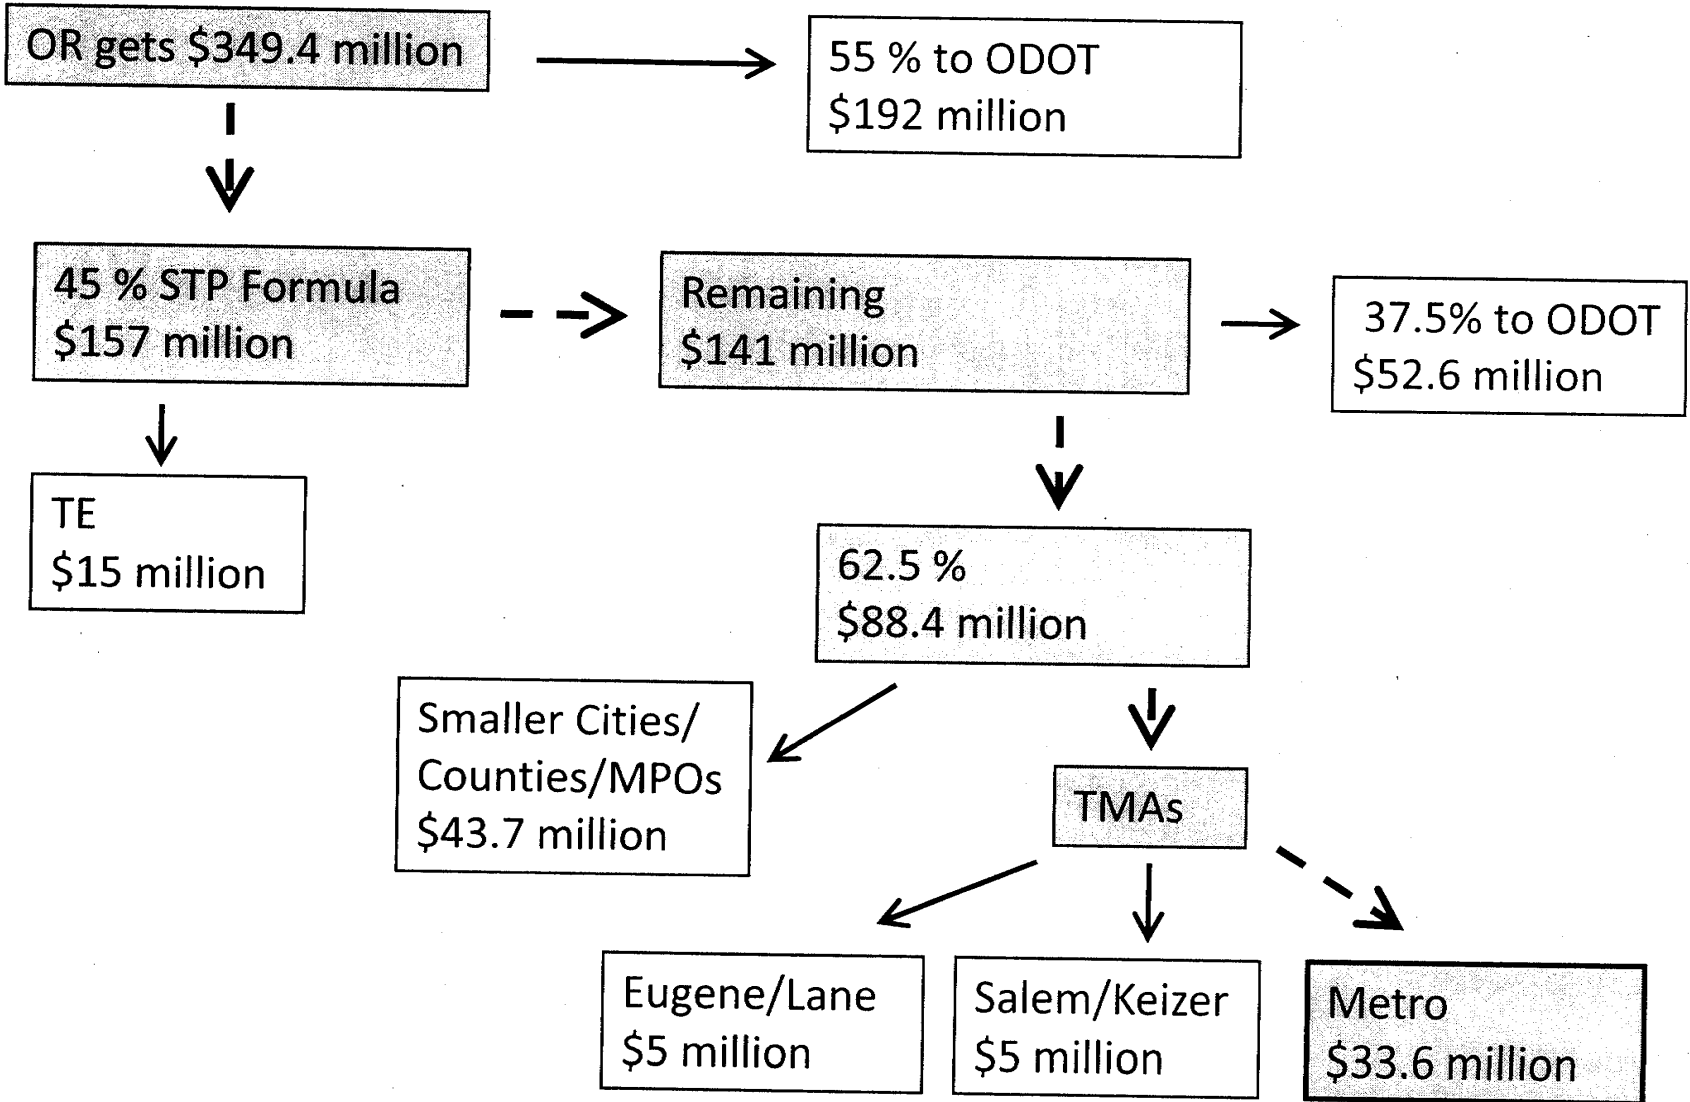 OR gets $349.4 million
55 % to ODOT
$192 million
45 % STP Formula
$157 million
Remaining
$141 million
37.5% to ODOT
$52.6 million
TE
$15 million
62.5 %
$88.4 million
Smaller Cities/
Counties/MPOs
$43.7 million
TMAs
Eugene/Lane
$5 million
Salem/Keizer
$5 million
Metro
$33.6 million